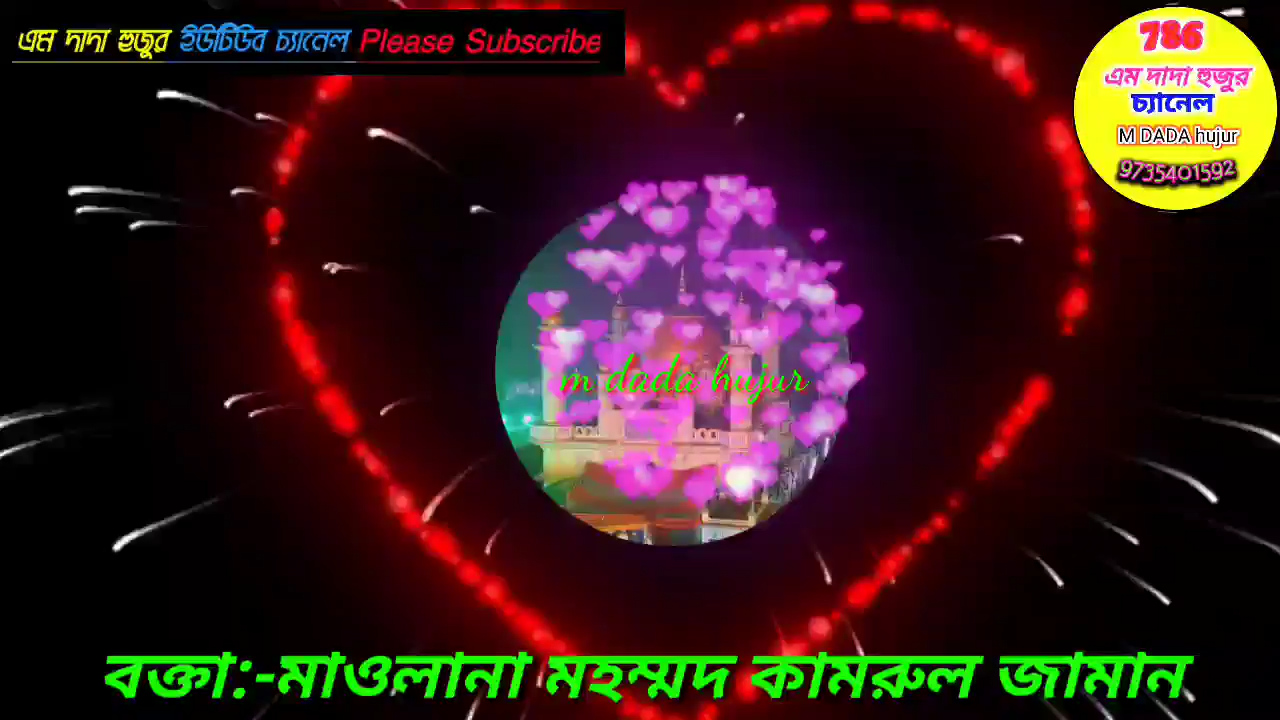 এম দাদা হুজুর ইউটিউব চ্যানেল Please Subscribe
786
এম দাদা হুজুর
চ্যানেল
M DADA hujur
9735401592
m dada hujur
বক্তা:-মাওলানা মহম্মদ কামরুল জামান